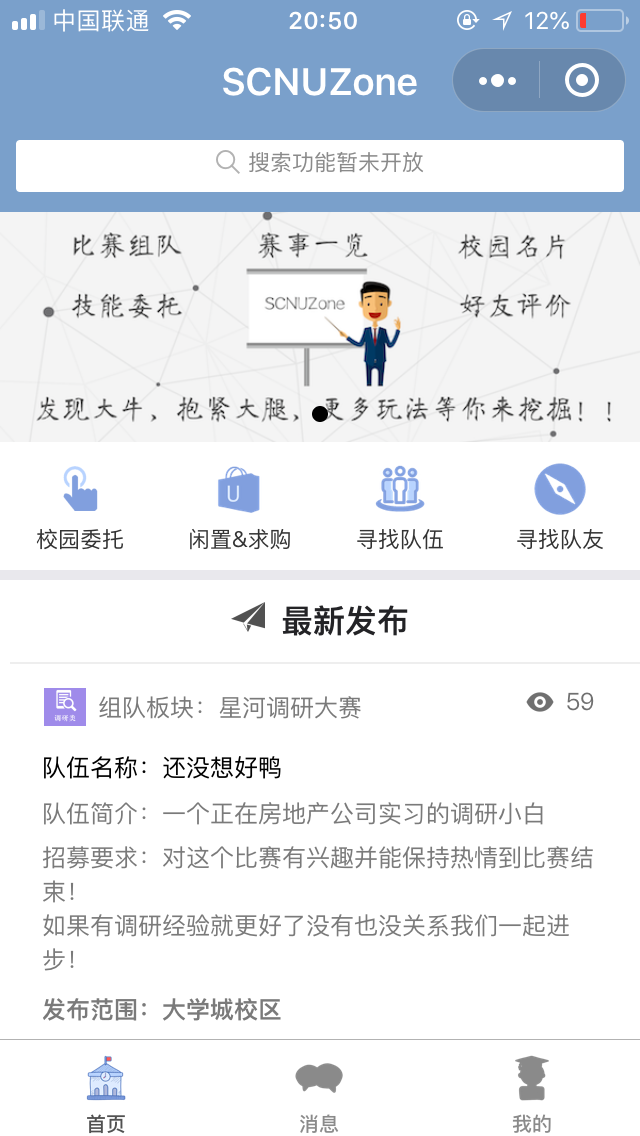 中国联通 20:50 12%
SCNUZone
搜索功能暂未开放
比赛组队 赛事一览 校园名片
技能委托 SCNUZone 好友评价
发现大牛，抱紧大腿，更多玩法等你来挖掘！！
U
校园委托 闲置&求购 寻找队伍 寻找队友
最新发布
调研类 组队板块：星河调研大赛 59
队伍名称：还没想好鸭
队伍简介：一个正在房地产公司实习的调研小白
招募要求：对这个比赛有兴趣并能保持热情到比赛结
束！
如果有调研经验就更好了没有也没关系我们一起进
步！
发布范围：大学城校区
首页 消息 我的